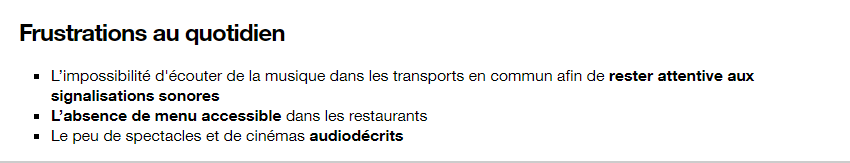 Frustrations au quotidien
▪ L’impossibilité d'écouter de la musique dans les transports en commun afin de rester attentive aux
signalisations sonores
▪ L’absence de menu accessible dans les restaurants
▪ Le peu de spectacles et de cinémas audiodécrits